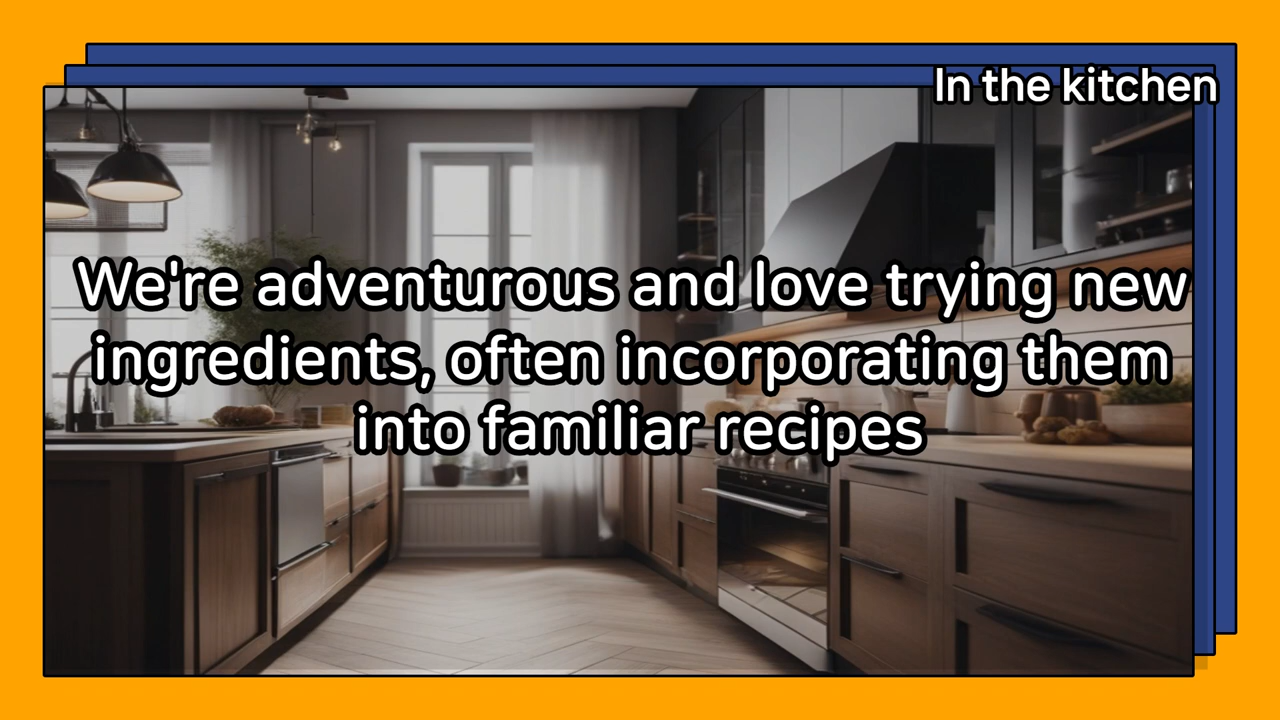 In the kitchen
We're adventurous and love trying new
ingredients, often incorporating them
into familiar recipes